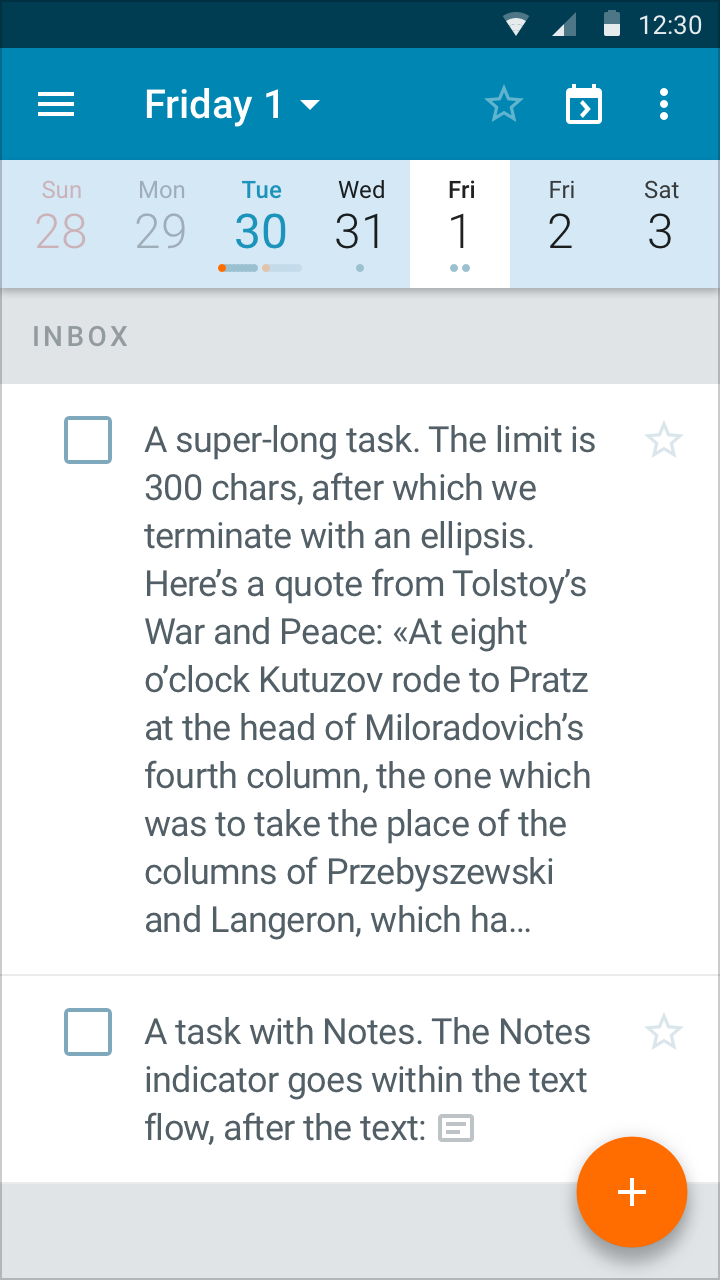 12:30
Friday 1
Sun Mon Tue Wed Fri Fri Sat
28 29 30 31 1 2 3
INBOX
A super-long task. The limit is
300 chars, after which we
terminate with an ellipsis.
Here’s a quote from Tolstoy’s
War and Peace: «At eight
o’clock Kutuzov rode to Pratz
at the head of Miloradovich’s
fourth column, the one which
was to take the place of the
columns of Przebyszewski
and Langeron, which ha…
A task with Notes. The Notes
indicator goes within the text
flow, after the text: